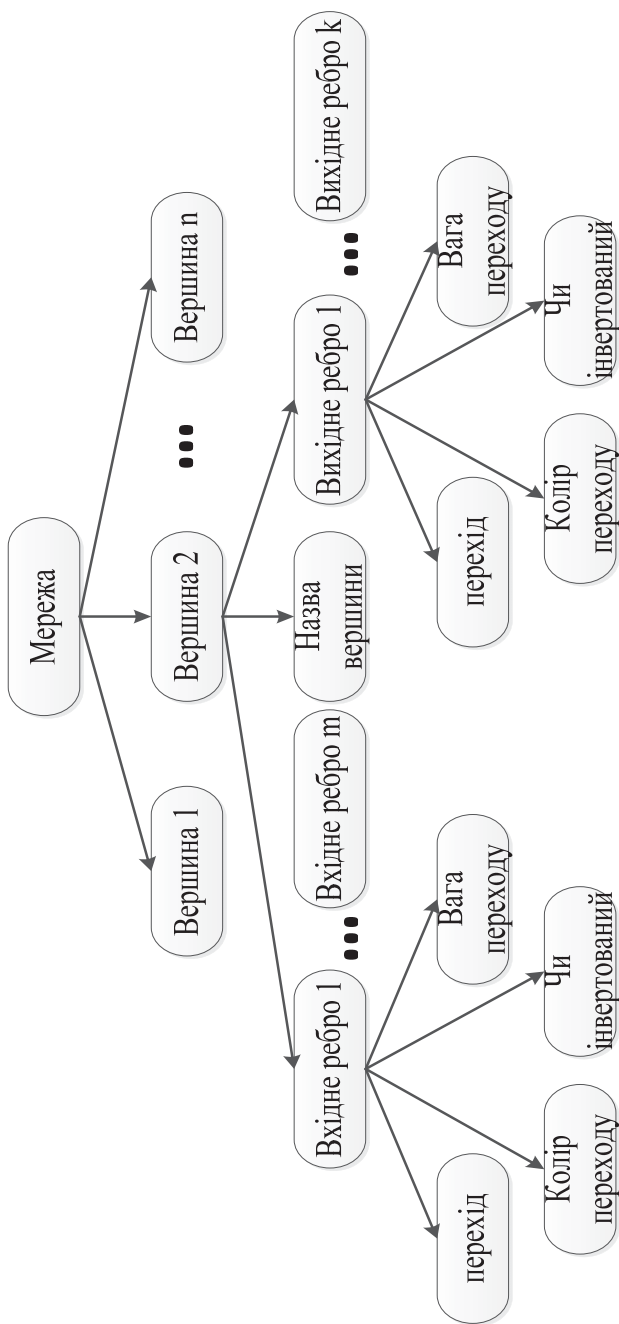 Мережа
Вершина 1
Вершина 2
...
Вершина n
Вхідне ребро 1
...
Вхідне ребро m
Назва
вершини
Вихідне ребро 1
...
Вихідне ребро k
перехід
Вага
переходу
перехід
Вага
переходу
Колір
переходу
Чи
інвертований
Колір
переходу
Чи
інвертований